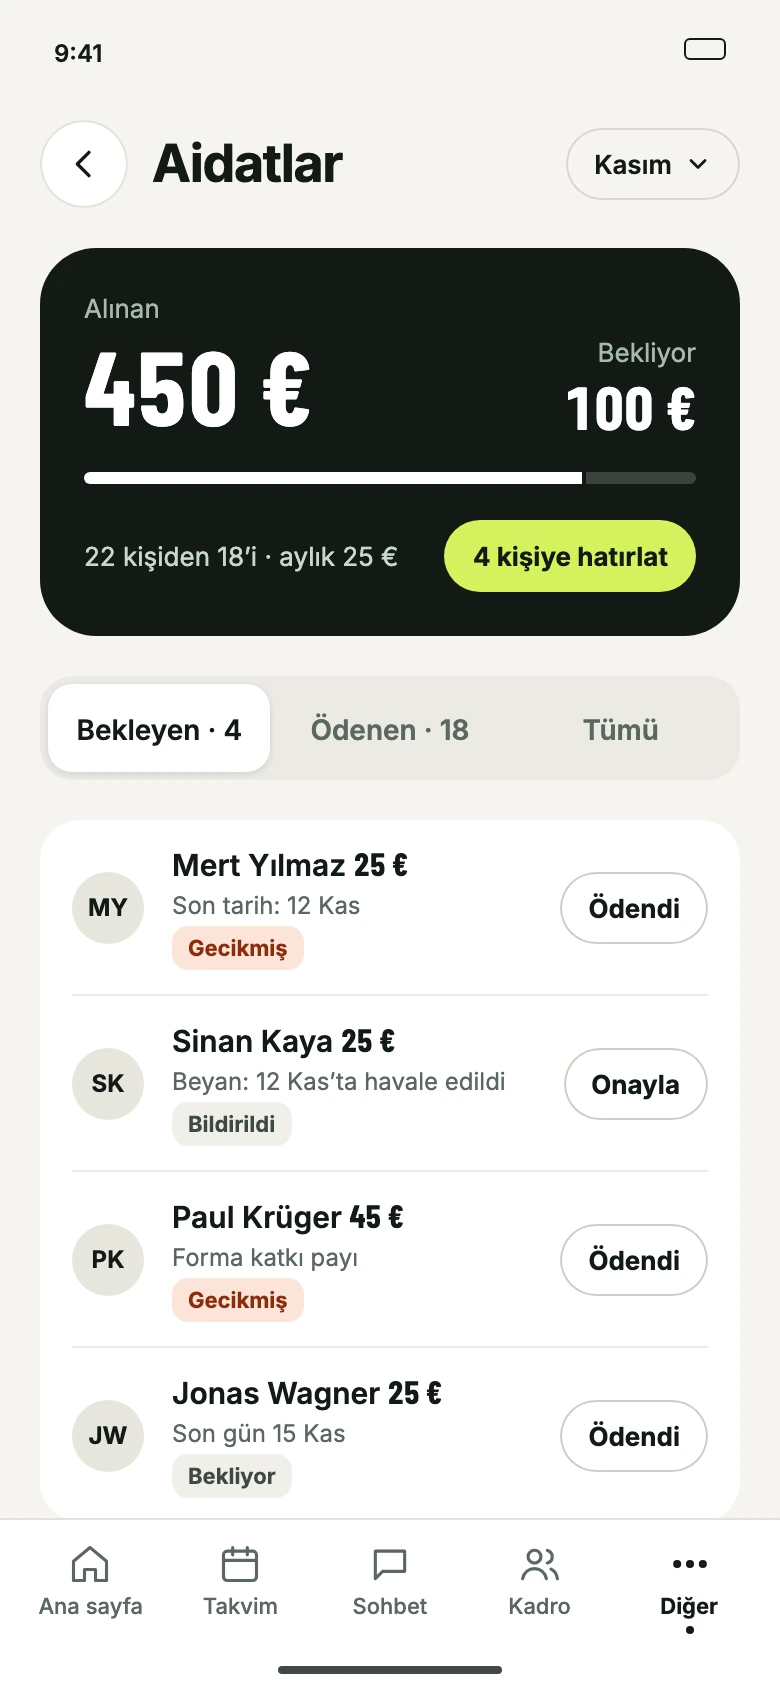 9:41
Aidatlar
Kasım
Alınan
450 €
Bekliyor
100 €
22 kişiden 18’i · aylık 25 €
4 kişiye hatırlat
Bekleyen · 4
Ödenen · 18
Tümü
MY
Mert Yılmaz 25 €
Son tarih: 12 Kas
Gecikmiş
Ödendi
SK
Sinan Kaya 25 €
Beyan: 12 Kas’ta havale edildi
Bildirildi
Onayla
PK
Paul Krüger 45 €
Forma katkı payı
Gecikmiş
Ödendi
JW
Jonas Wagner 25 €
Son gün 15 Kas
Bekliyor
Ödendi
Ana sayfa
Takvim
Sohbet
Kadro
Diğer